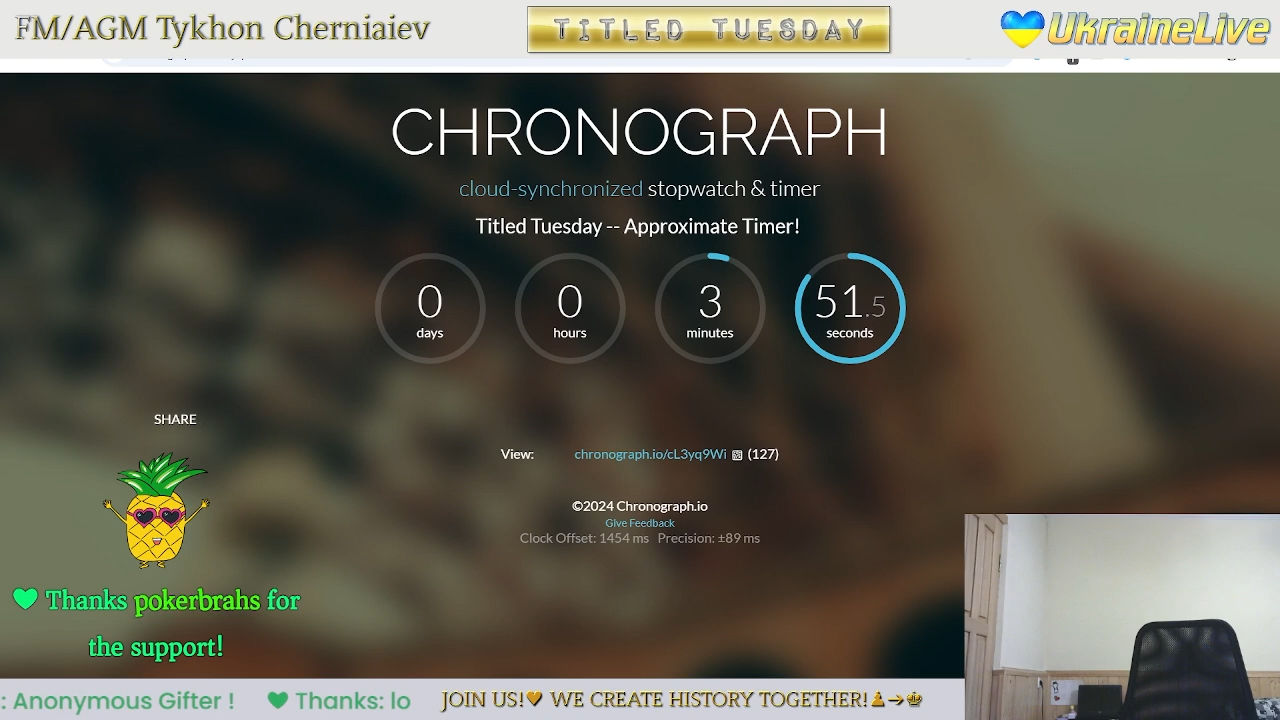 FM/AGM Tykhon Cherniaiev
TITLED TUESDAY
UkraineLive
CHRONOGRAPH
cloud-synchronized stopwatch & timer
Titled Tuesday -- Approximate Timer!
0
days
0
hours
3
minutes
51.5
seconds
SHARE
View: chronograph.io/cL3yq9Wi (127)
©2024 Chronograph.io
Give Feedback
Clock Offset: 1454 ms Precision: ±89 ms
Thanks pokerbrahs for
the support!
: Anonymous Gifter ! Thanks: Io
JOIN US! WE CREATE HISTORY TOGETHER!